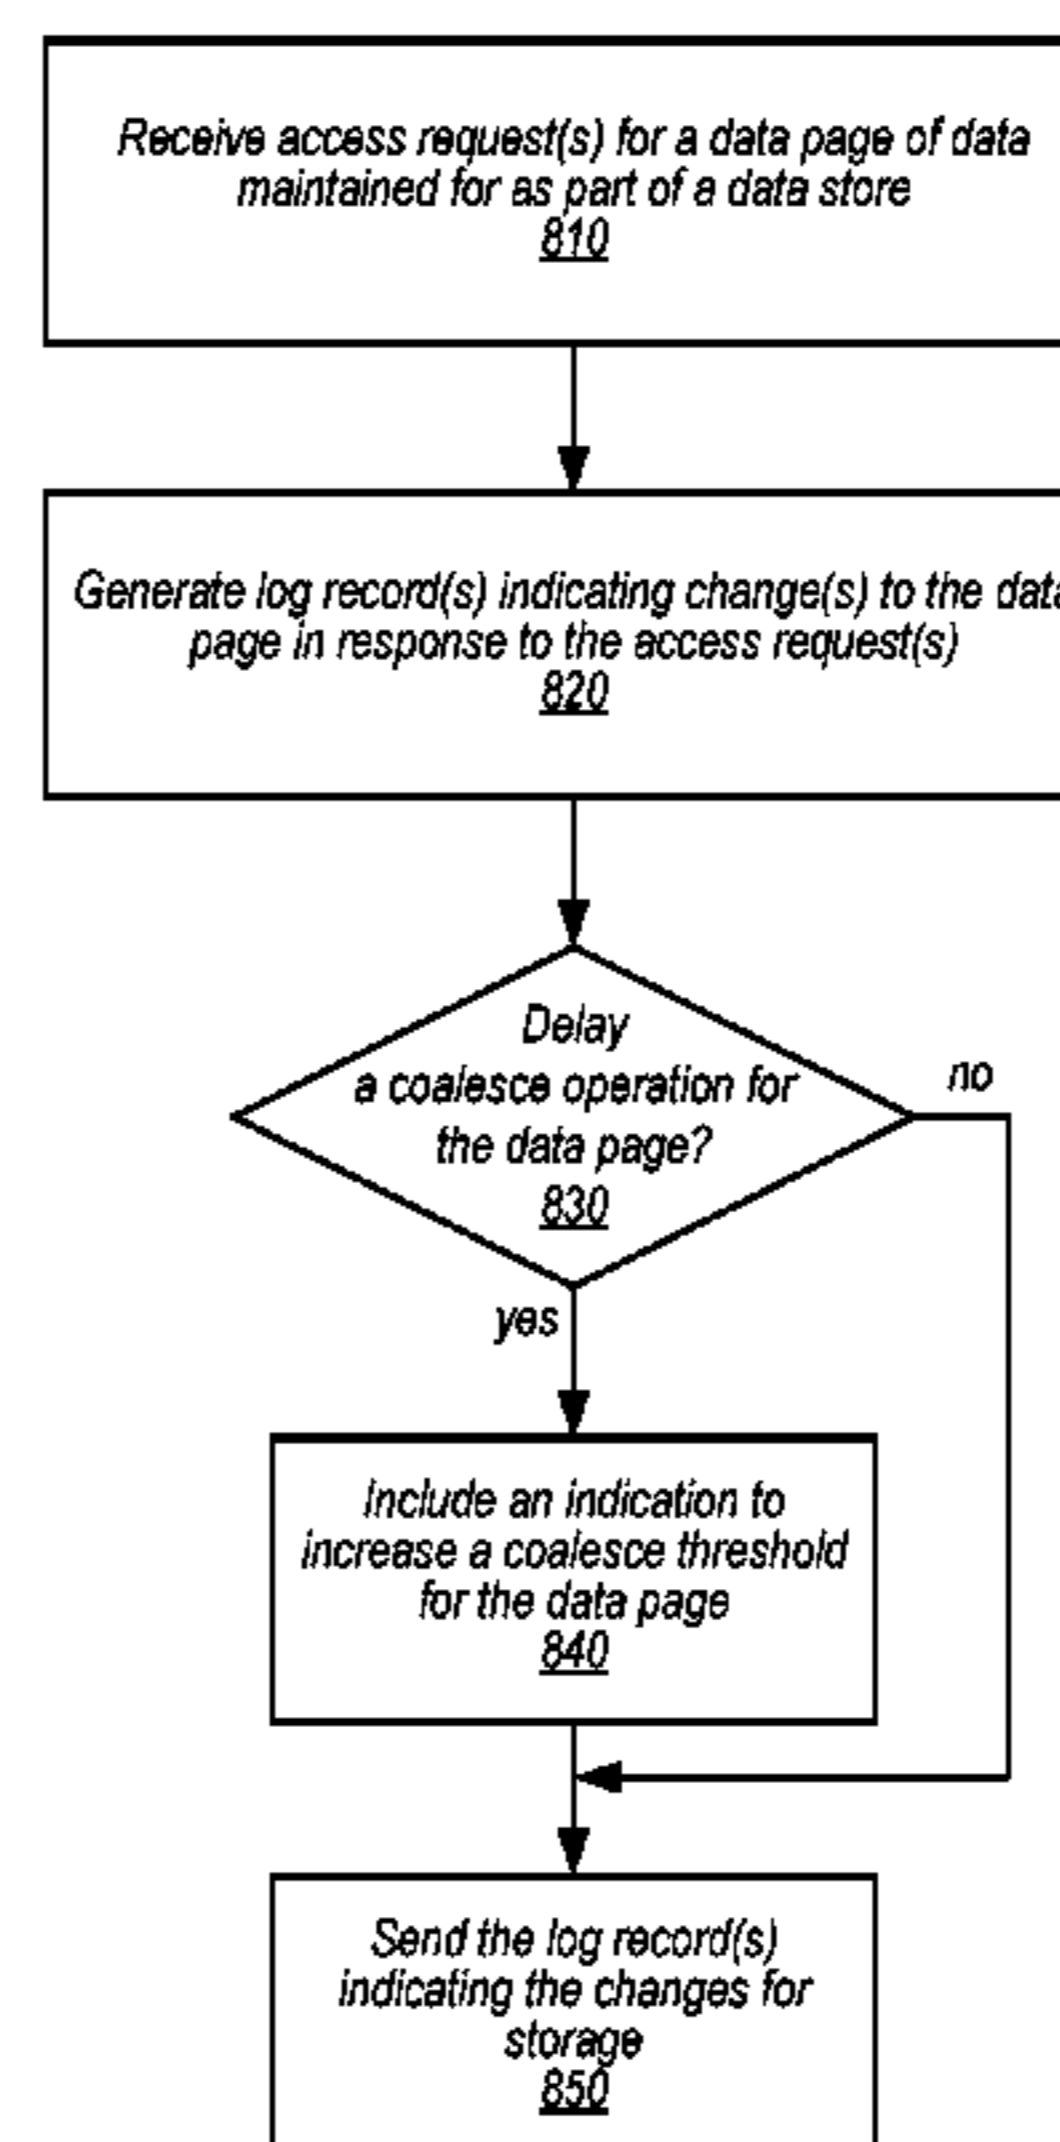 Receive access request(s) for a data page of data
maintained for as part of a data store
810
Generate log record(s) indicating change(s) to the data
page in response to the access request(s)
820
Delay
a coalesce operation for
the data page?
830
no
yes
Include an indication to
increase a coalesce threshold
for the data page
840
Send the log record(s)
indicating the changes for
storage
850